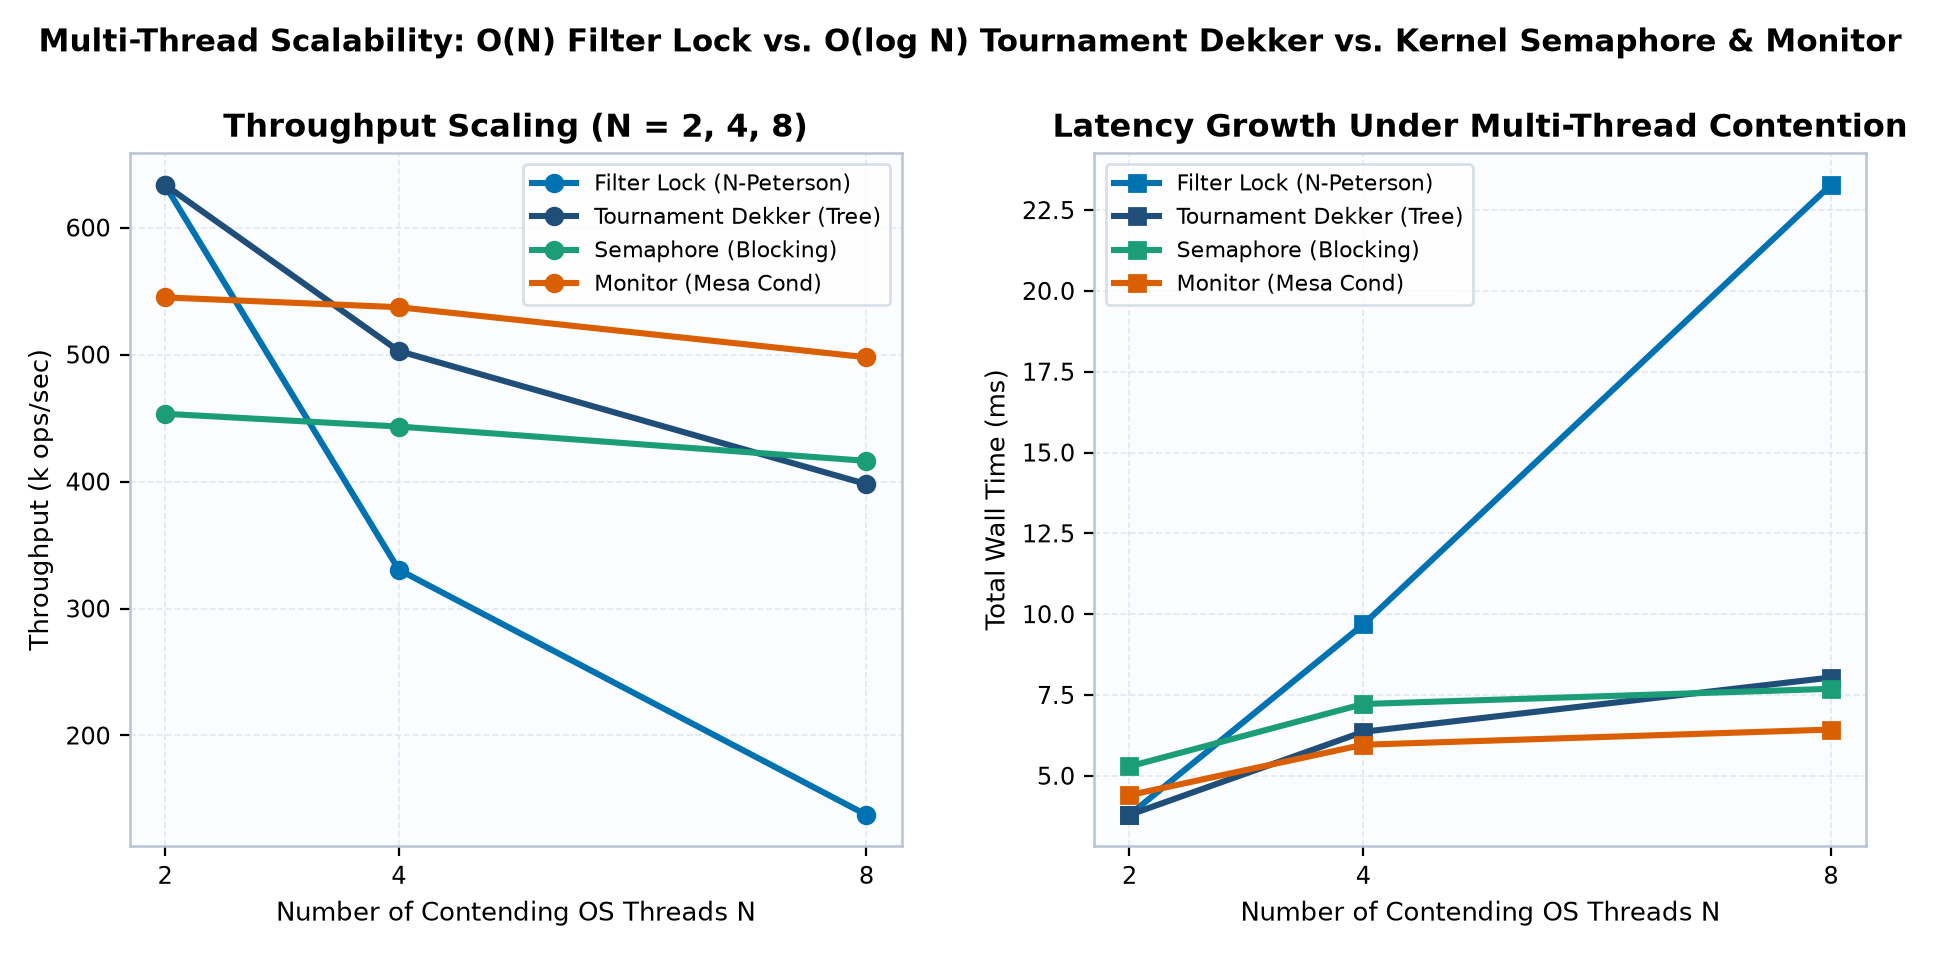 Multi-Thread Scalability: O(N) Filter Lock vs. O(log N) Tournament Dekker vs. Kernel Semaphore & Monitor
Throughput Scaling (N = 2, 4, 8)
Filter Lock (N-Peterson)
Tournament Dekker (Tree)
Semaphore (Blocking)
Monitor (Mesa Cond)
Throughput (k ops/sec)
600
500
400
300
200
2 4 8
Number of Contending OS Threads N
Latency Growth Under Multi-Thread Contention
Filter Lock (N-Peterson)
Tournament Dekker (Tree)
Semaphore (Blocking)
Monitor (Mesa Cond)
Total Wall Time (ms)
22.5
20.0
17.5
15.0
12.5
10.0
7.5
5.0
2 4 8
Number of Contending OS Threads N